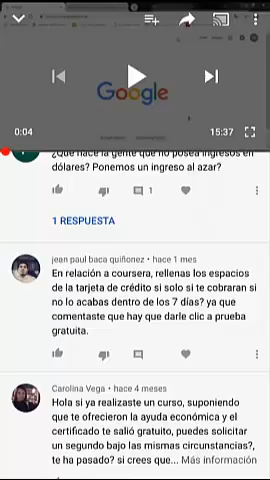 Google
0:04
15:37
¿Qué hace la gente que no posea ingresos en
dólares? Ponemos un ingreso al azar?
1
1 RESPUESTA
jean paul baca quiñonez • hace 1 mes
En relación a coursera, rellenas los espacios
de la tarjeta de crédito si solo si te cobraran si
no lo acabas dentro de los 7 días? ya que
comentaste que hay que darle clic a prueba
gratuita.
Carolina Vega • hace 4 meses
Hola si ya realizaste un curso, suponiendo
que te ofrecieron la ayuda económica y el
certificado te salió gratuito, puedes solicitar
un segundo bajo las mismas circunstancias?,
te ha pasado? si crees que... Más información